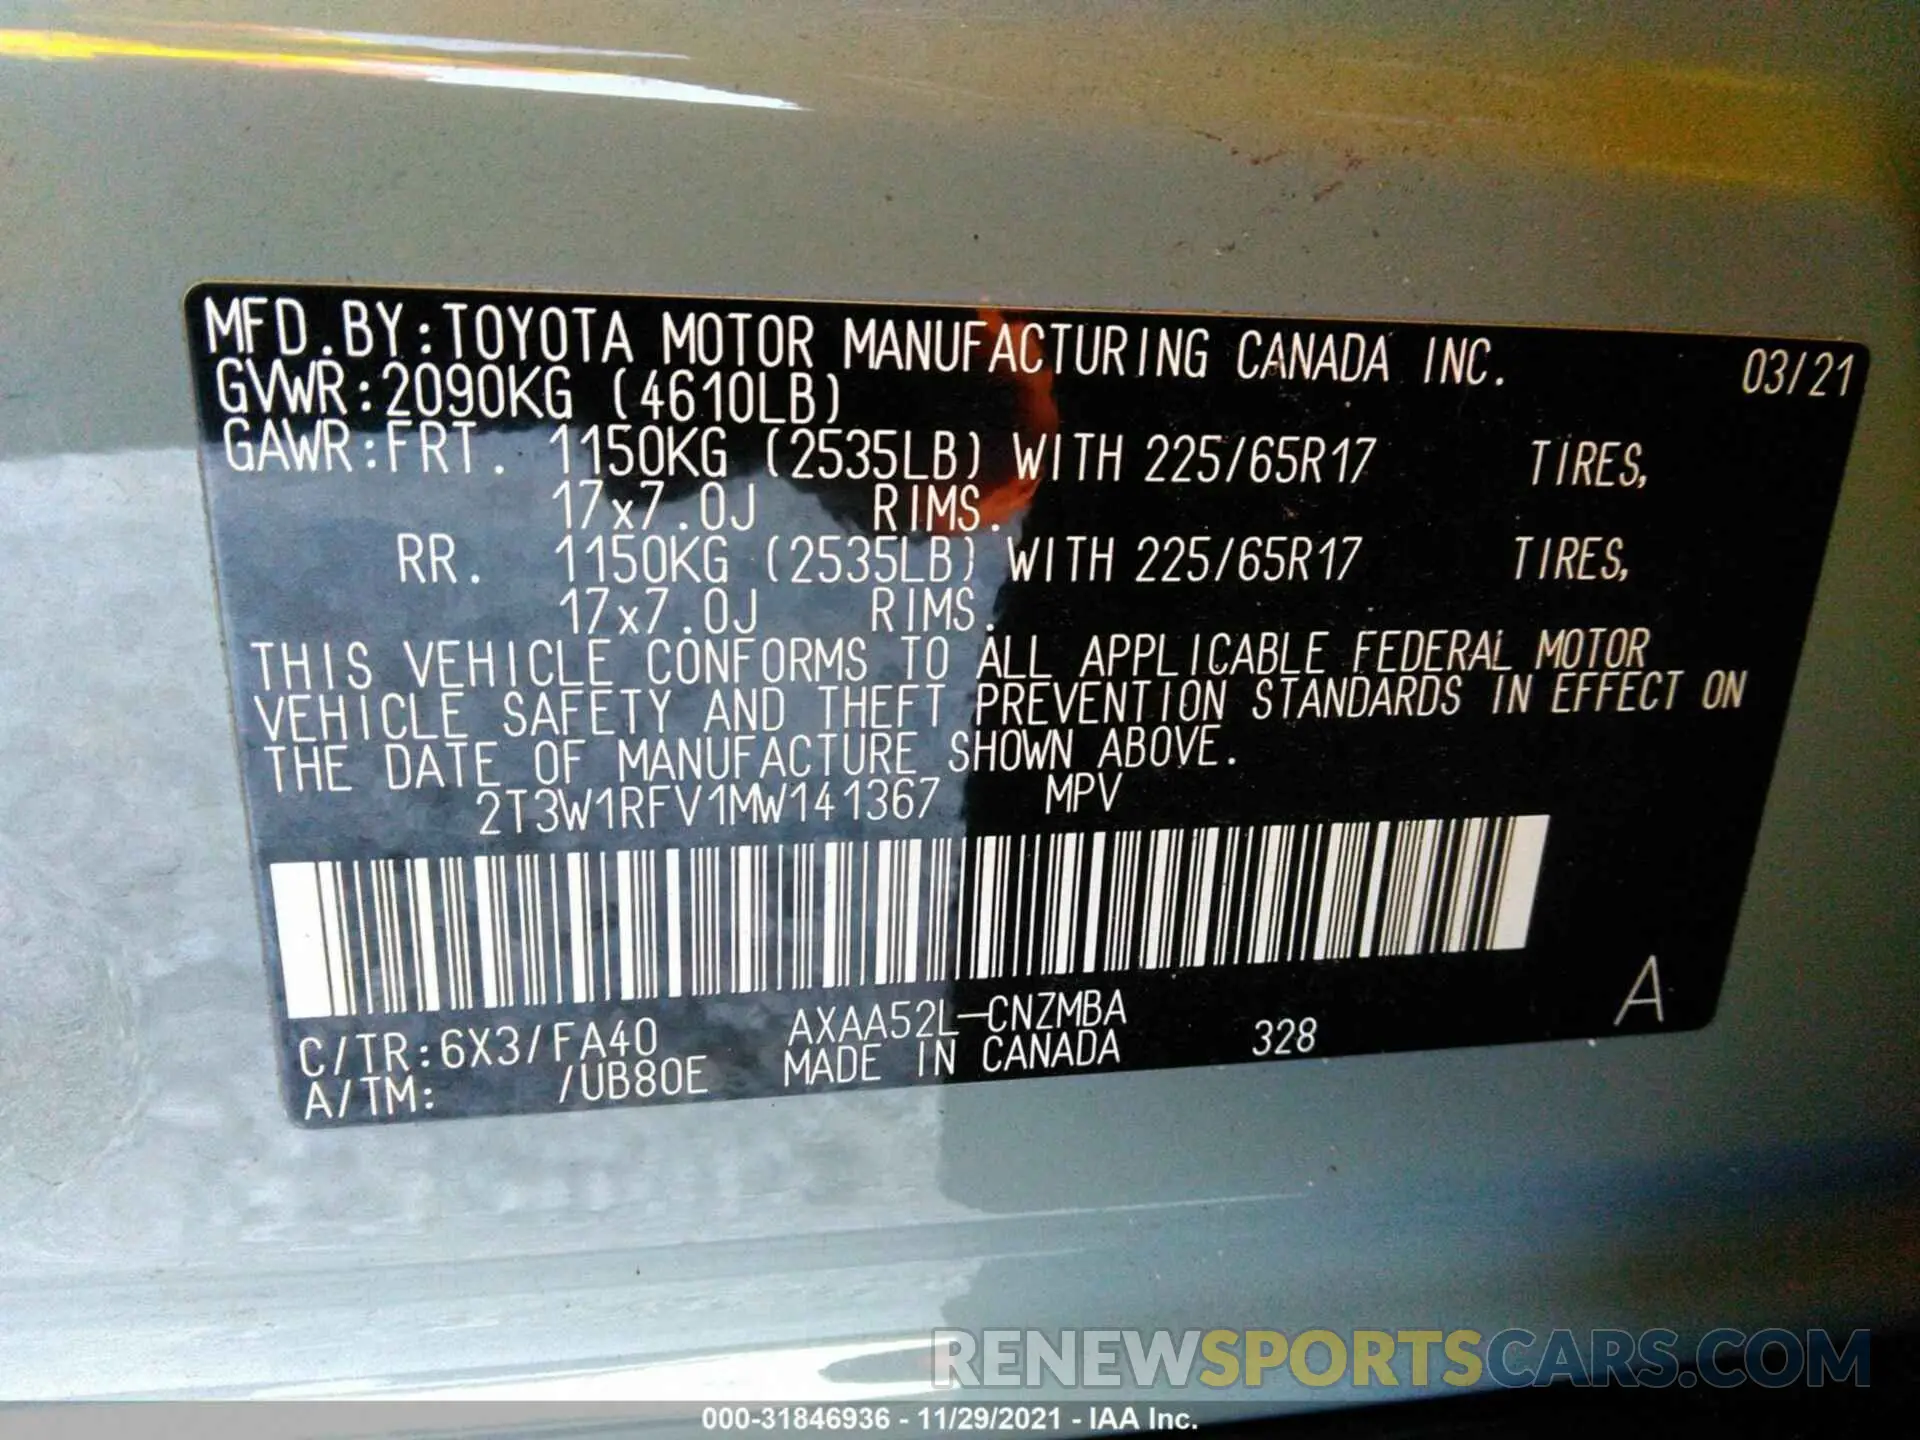 MFD.BY:TOYOTA MOTOR MANUFACTURING CANADA INC. 03/21
GVWR:2090KG (4610LB)
GAWR:FRT. 1150KG (2535LB) WITH 225/65R17 TIRES,
17x7.0J RIMS.
RR. 1150KG (2535LB) WITH 225/65R17 TIRES,
17x7.0J RIMS.
THIS VEHICLE CONFORMS TO ALL APPLICABLE FEDERAL MOTOR
VEHICLE SAFETY AND THEFT PREVENTION STANDARDS IN EFFECT ON
THE DATE OF MANUFACTURE SHOWN ABOVE.
2T3W1RFV1MW141367 MPV
C/TR:6X3/FA40 AXAA52L-CNZMBA 328 A
A/TM: /UB80E MADE IN CANADA
RENEWSPORTSCARS.COM
000-31846936 - 11/29/2021 - IAA Inc.